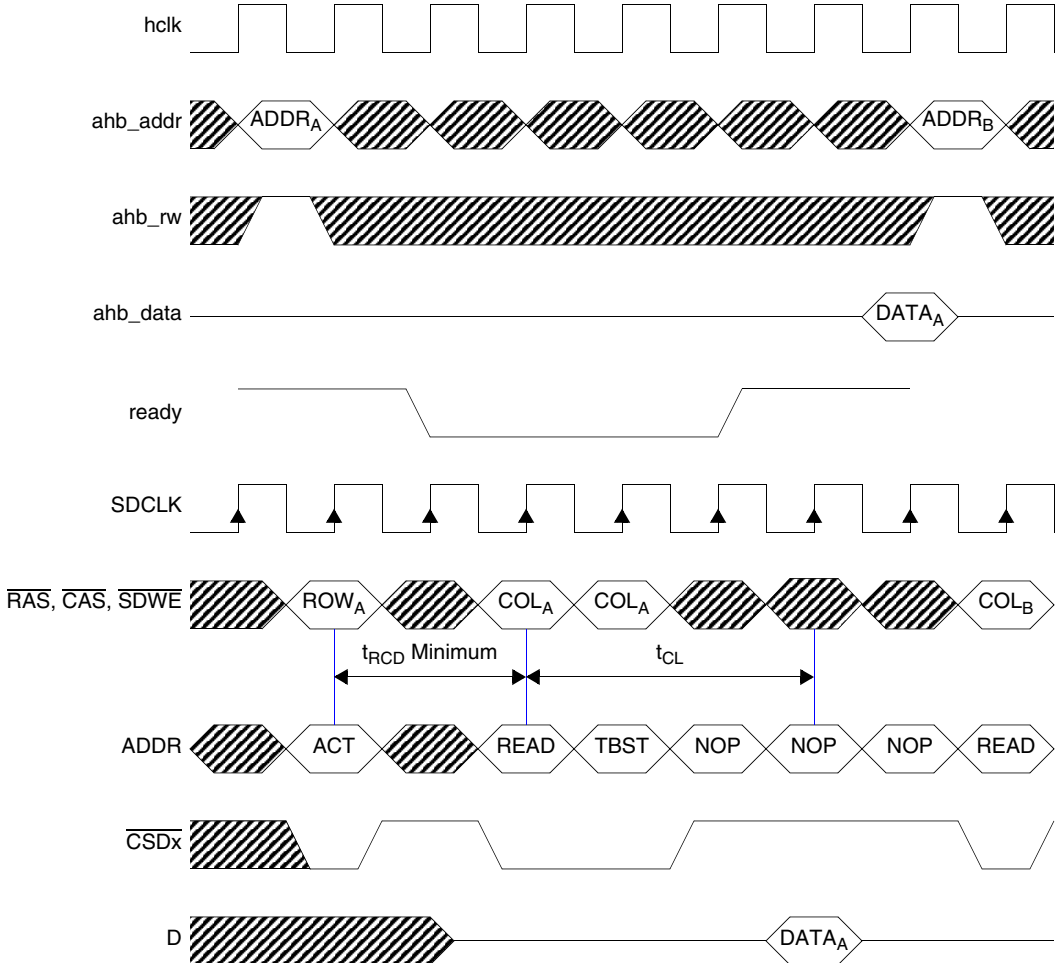 hclk
ahb_addr ADDRA ADDRB
ahb_rw
ahb_data DATAA
ready
SDCLK
RAS, CAS, SDWE ROWA COLA COLA COLB
tRCD Minimum tCL
ADDR ACT READ TBST NOP NOP NOP READ
CSDx
D DATAA